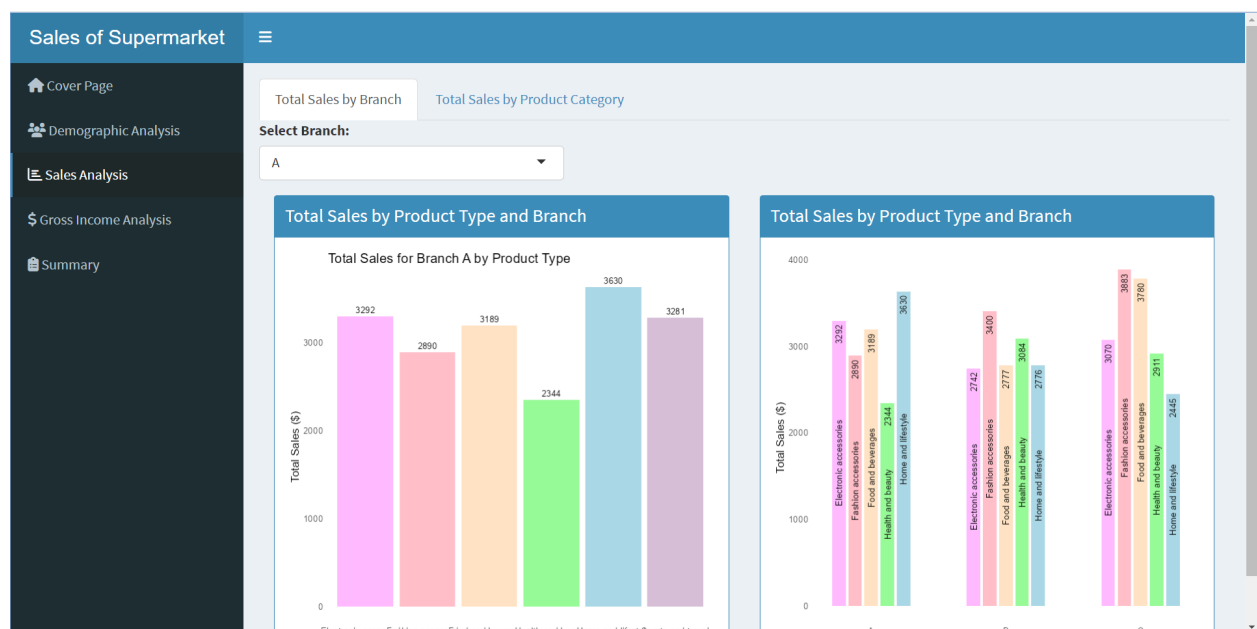 Sales of Supermarket
Cover Page
Demographic Analysis
Sales Analysis
Gross Income Analysis
Summary
Total Sales by Branch
Total Sales by Product Category
Select Branch:
A
Total Sales by Product Type and Branch
Total Sales for Branch A by Product Type
Total Sales ($)
3000
2000
1000
0
3292
2890
3189
2344
3630
3281
Total Sales by Product Type and Branch
Total Sales ($)
4000
3000
2000
1000
0
3292
Electronic accessories
2890
Fashion accessories
3189
Food and beverages
2344
Health and beauty
3630
Home and lifestyle
2742
Electronic accessories
3400
Fashion accessories
2777
Food and beverages
3084
Health and beauty
2776
Home and lifestyle
3070
Electronic accessories
3883
Fashion accessories
3780
Food and beverages
2911
Health and beauty
2445
Home and lifestyle